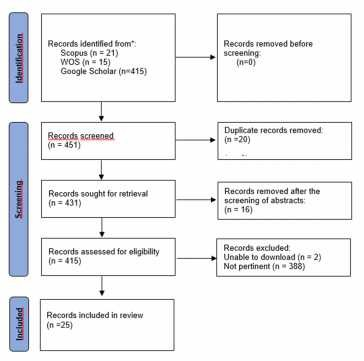 Identification
Records identified from*:
Scopus (n = 21)
WOS (n = 15)
Google Scholar (n=415)
Records removed before
screening:
(n=0)
Screening
Records screened
(n = 451)
Duplicate records removed:
(n =20)
Records sought for retrieval
(n = 431)
Records removed after the
screening of abstracts:
(n = 16)
Records assessed for eligibility
(n = 415)
Records excluded:
Unable to download (n = 2)
Not pertinent (n = 388)
Included
Records included in review
(n =25)